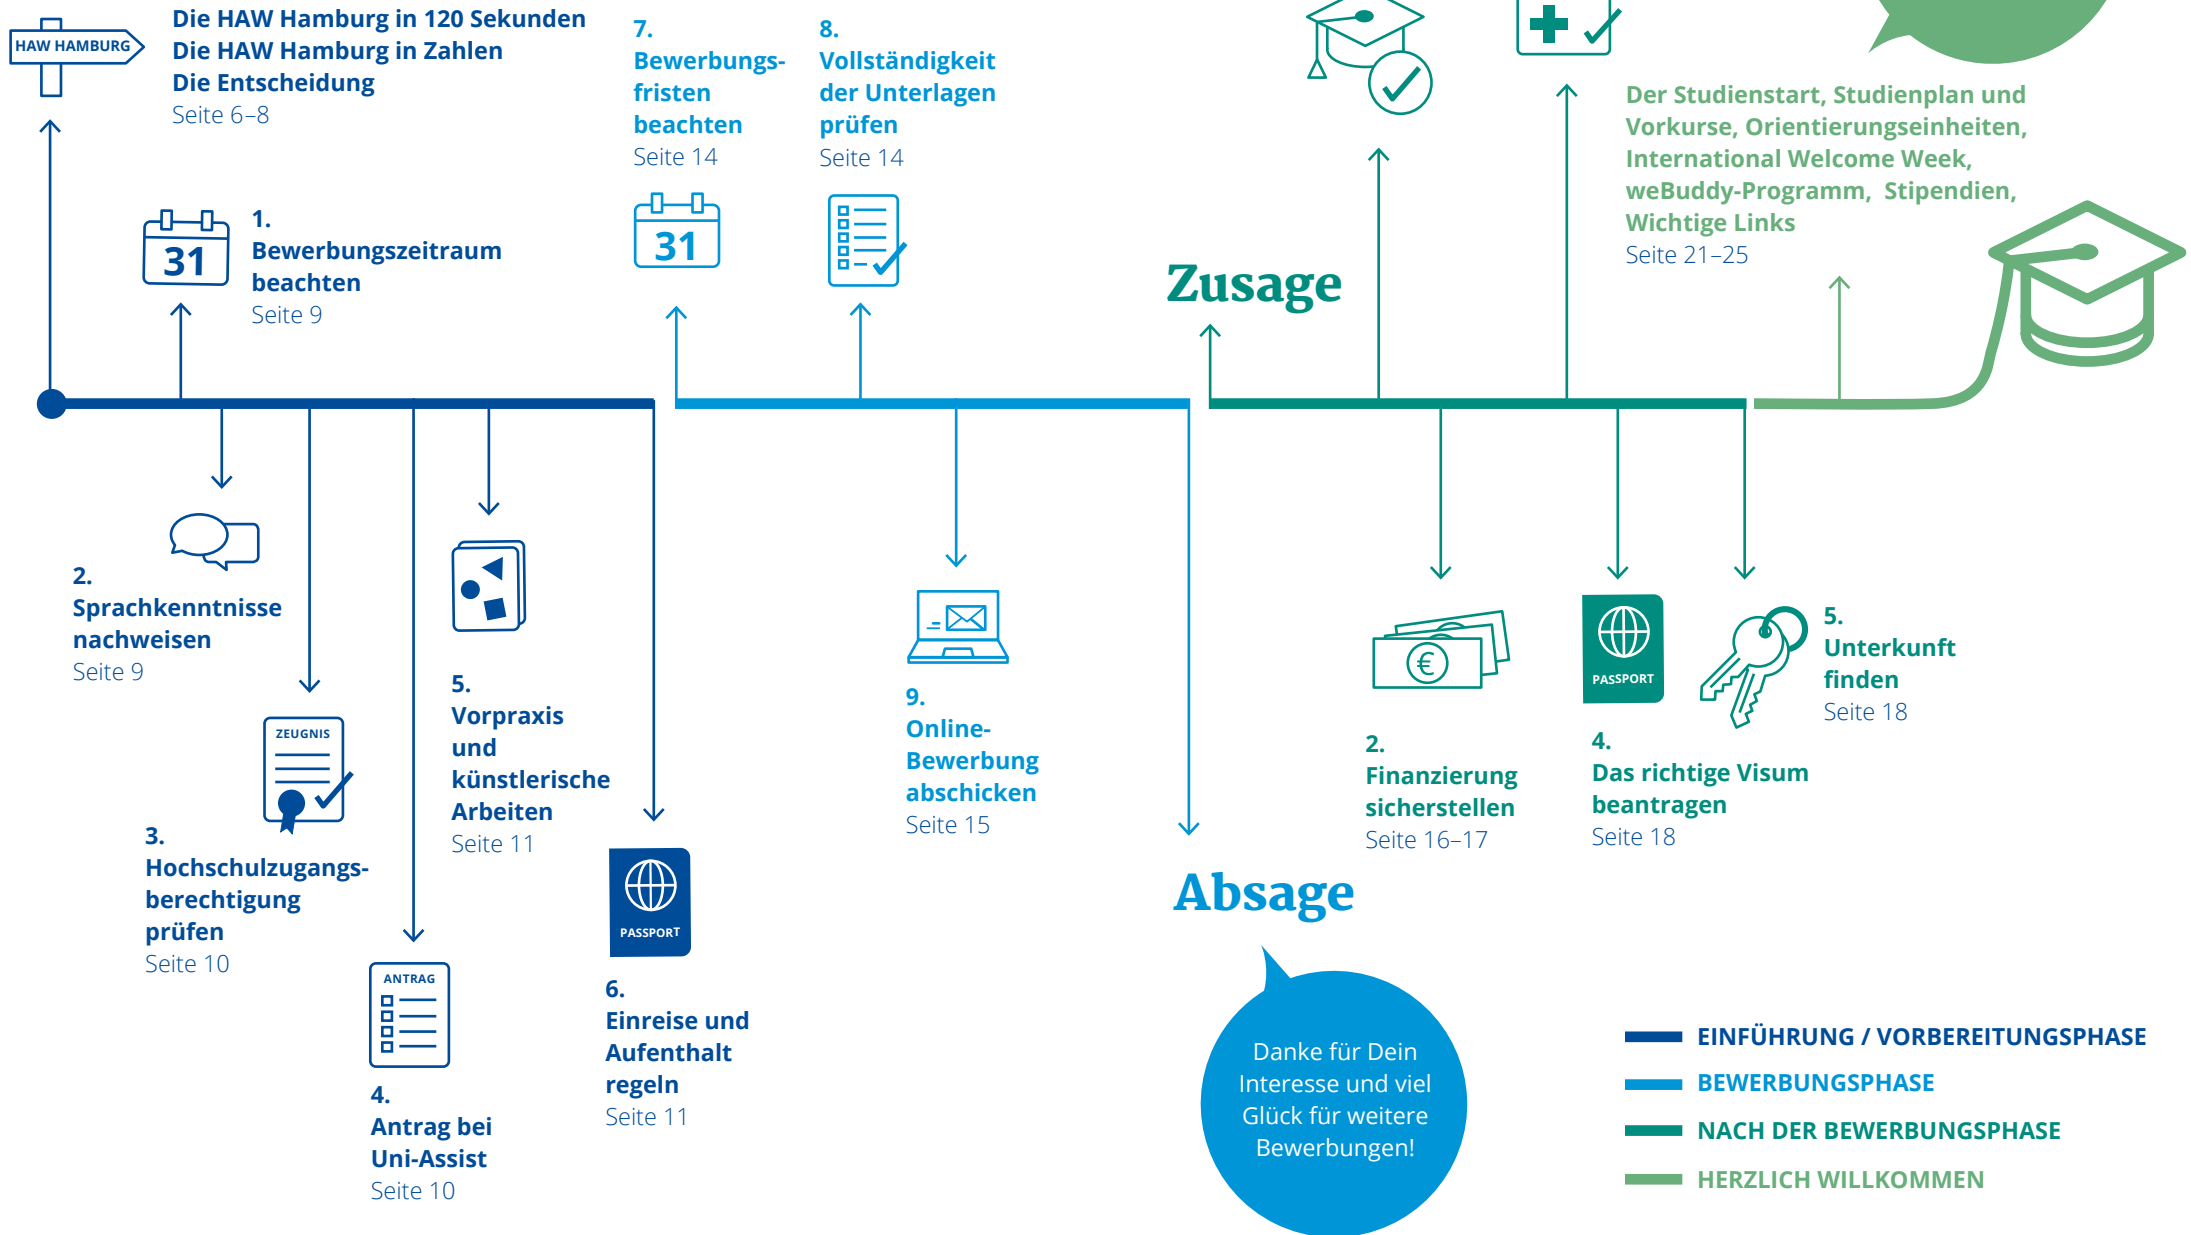 HAW HAMBURG
Die HAW Hamburg in 120 Sekunden
Die HAW Hamburg in Zahlen
Die Entscheidung
Seite 6–8
31
1.
Bewerbungszeitraum
beachten
Seite 9
2.
Sprachkenntnisse
nachweisen
Seite 9
ZEUGNIS
3.
Hochschulzugangs-
berechtigung
prüfen
Seite 10
ANTRAG
4.
Antrag bei
Uni-Assist
Seite 10
5.
Vorpraxis
und
künstlerische
Arbeiten
Seite 11
PASSPORT
6.
Einreise und
Aufenthalt
regeln
Seite 11
7.
Bewerbungs-
fristen
beachten
Seite 14
31
8.
Vollständigkeit
der Unterlagen
prüfen
Seite 14
9.
Online-
Bewerbung
abschicken
Seite 15
Absage
Danke für Dein
Interesse und viel
Glück für weitere
Bewerbungen!
Zusage
€
2.
Finanzierung
sicherstellen
Seite 16–17
PASSPORT
4.
Das richtige Visum
beantragen
Seite 18
5.
Unterkunft
finden
Seite 18
Der Studienstart, Studienplan und
Vorkurse, Orientierungseinheiten,
International Welcome Week,
weBuddy-Programm, Stipendien,
Wichtige Links
Seite 21–25
EINFÜHRUNG / VORBEREITUNGSPHASE
BEWERBUNGSPHASE
NACH DER BEWERBUNGSPHASE
HERZLICH WILLKOMMEN